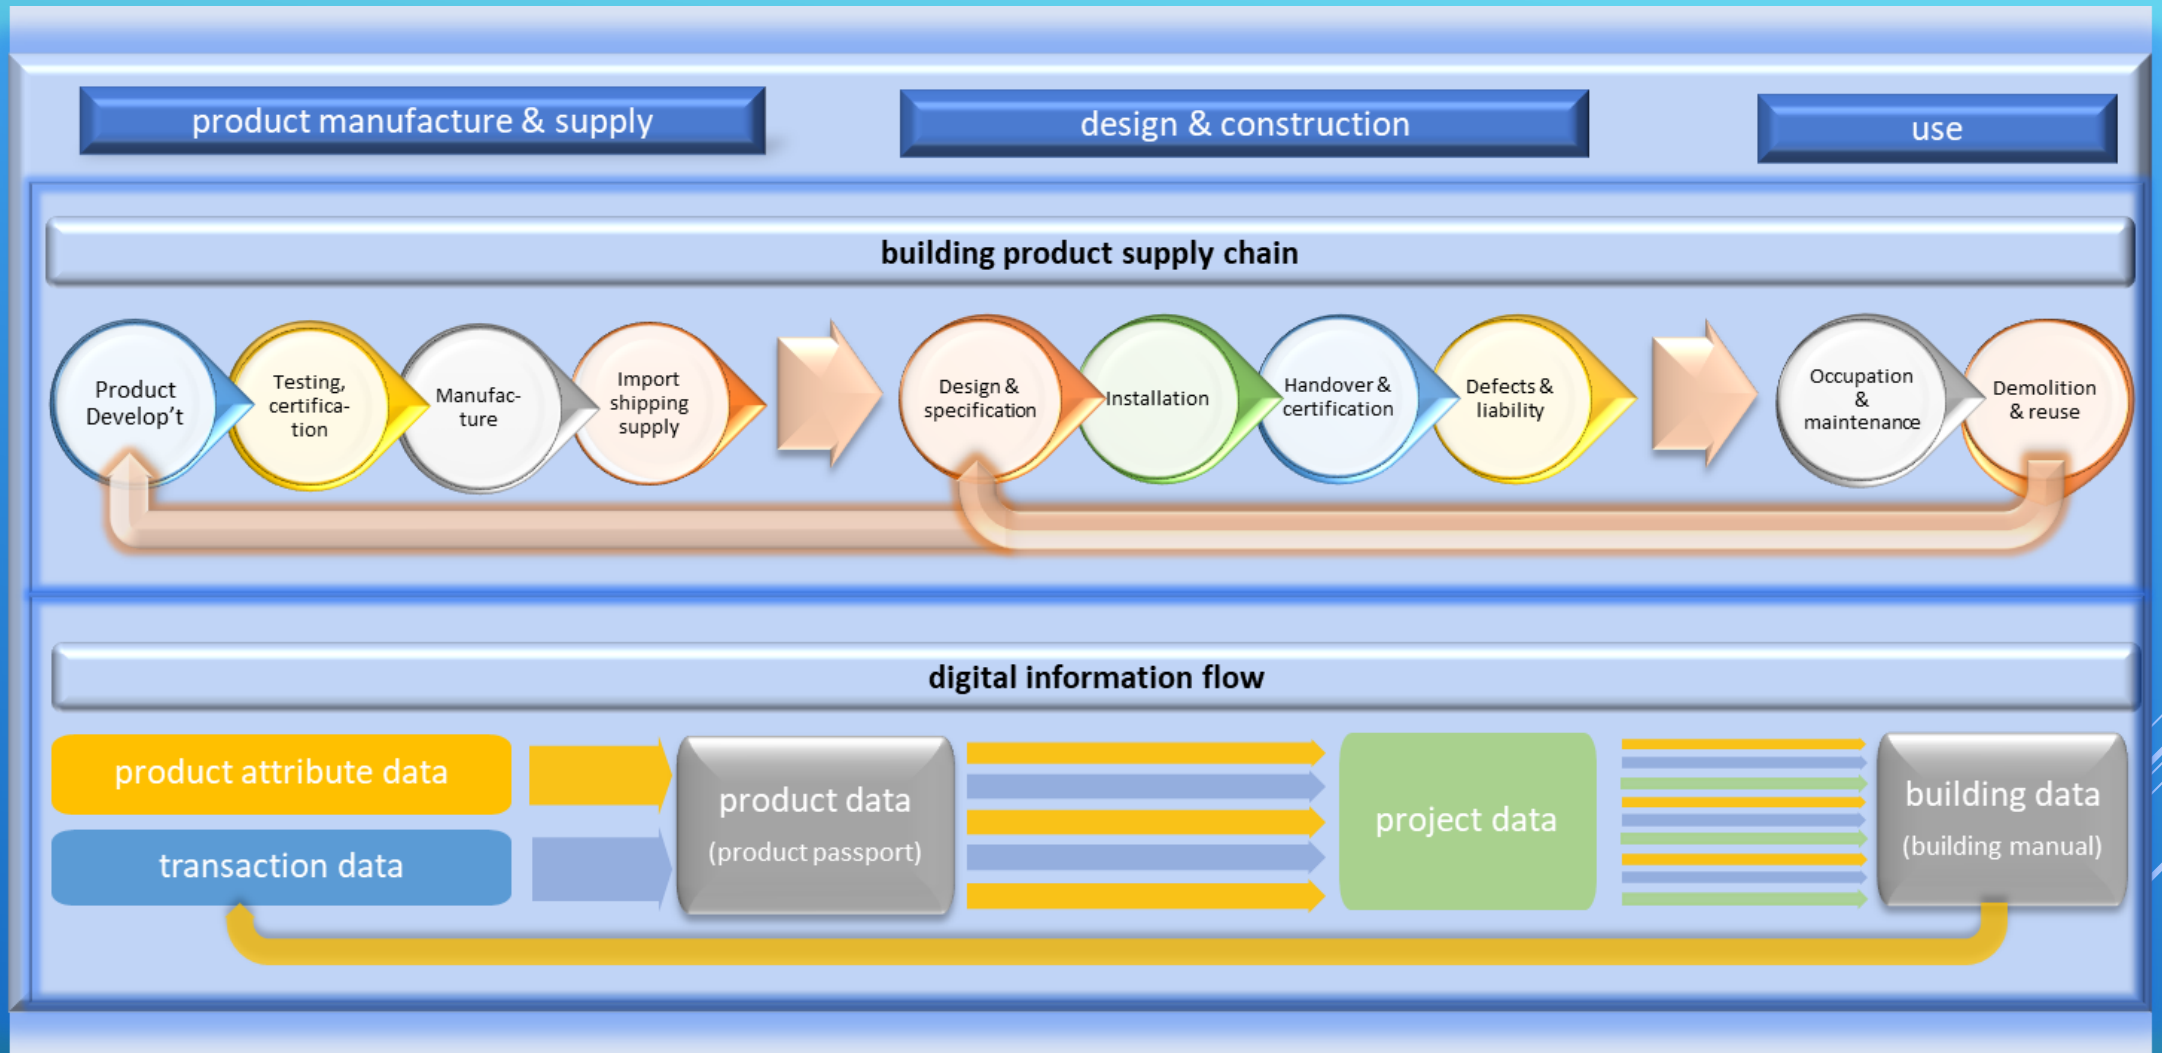 product manufacture & supply
design & construction
use
building product supply chain
Product
Develop't
Testing,
certifica-
tion
Manufac-
ture
Import
shipping
supply
Design &
specification
Installation
Handover &
certification
Defects &
liability
Occupation
&
maintenance
Demolition
& reuse
digital information flow
product attribute data
transaction data
product data
(product passport)
project data
building data
(building manual)